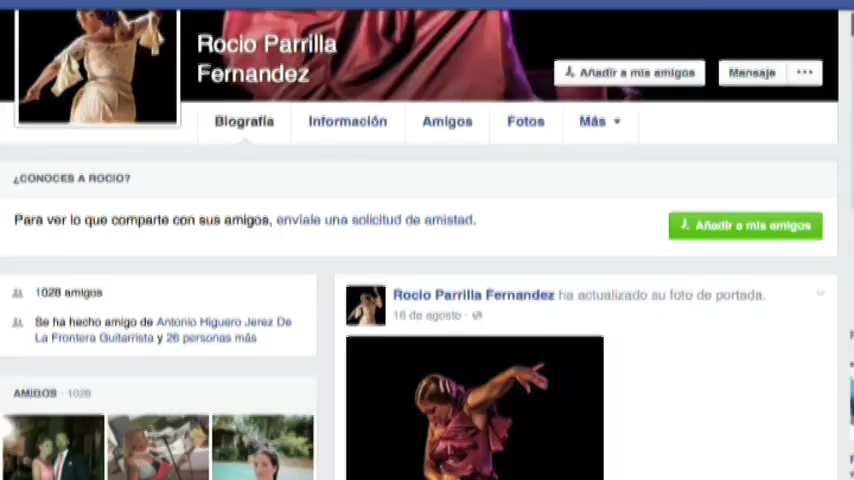 Rocio Parrilla
Fernandez
Añadir a mis amigos
Mensaje
Biografía
Información
Amigos
Fotos
Más
¿CONOCES A ROCIO?
Para ver lo que comparte con sus amigos, envíale una solicitud de amistad.
Añadir a mis amigos
1028 amigos
Se ha hecho amigo de Antonio Higuero Jerez De
La Frontera Guitarrista y 26 personas más
Rocio Parrilla Fernandez ha actualizado su foto de portada.
16 de agosto ·
AMIGOS · 1028